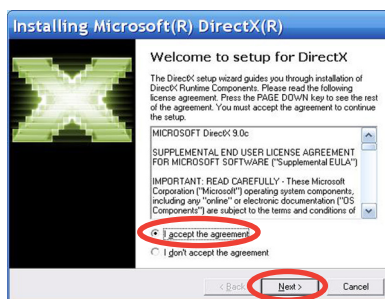 Installing Microsoft(R) DirectX(R)
Welcome to setup for DirectX
The DirectX setup wizard guides you through installation of
DirectX Runtime Components. Please read the following
license agreement. Press the PAGE DOWN key to see the rest
of the agreement. You must accept the agreement to continue
the setup.
MICROSOFT DirectX 9.0c
SUPPLEMENTAL END USER LICENSE AGREEMENT
FOR MICROSOFT SOFTWARE ("Supplemental EULA")
IMPORTANT: READ CAREFULLY - These Microsoft
Corporation ("Microsoft") operating system components,
including any "online" or electronic documentation ("OS
Components") are subject to the terms and conditions of
I accept the agreement
I don't accept the agreement
< Back Next > Cancel